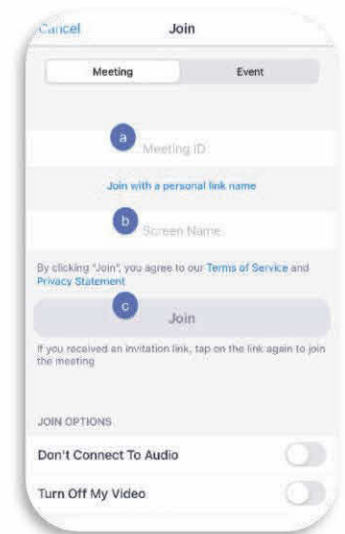 Cancel Join
Meeting Event
a
Meeting ID
Join with a personal link name
b
Screen Name
By clicking "Join", you agree to our Terms of Service and
Privacy Statement
c
Join
If you received an invitation link, tap on the link again to join
the meeting
JOIN OPTIONS
Don't Connect To Audio
Turn Off My Video